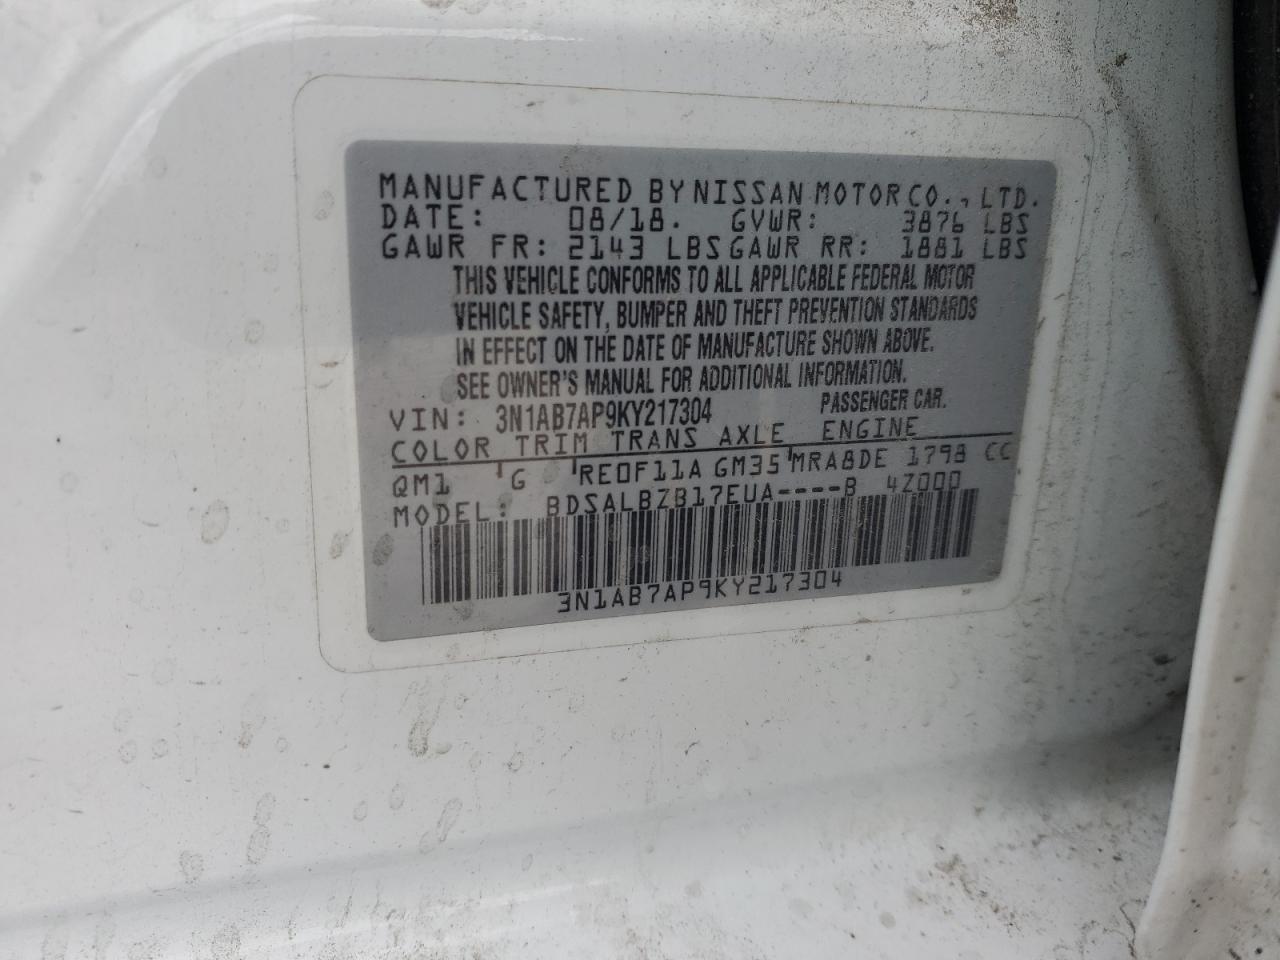 MANUFACTURED BY NISSAN MOTOR CO., LTD.
DATE: 08/18. GVWR: 3876 LBS
GAWR FR: 2143 LBS GAWR RR: 1881 LBS
THIS VEHICLE CONFORMS TO ALL APPLICABLE FEDERAL MOTOR
VEHICLE SAFETY, BUMPER AND THEFT PREVENTION STANDARDS
IN EFFECT ON THE DATE OF MANUFACTURE SHOWN ABOVE.
SEE OWNER'S MANUAL FOR ADDITIONAL INFORMATION.
VIN: 3N1AB7AP9KY217304 PASSENGER CAR.
COLOR TRIM TRANS AXLE ENGINE
QM1 G RE0F11A GM35 MRA8DE 1798 CC
MODEL: BDSALBZB17EUA----B 4Z000
3N1AB7AP9KY217304